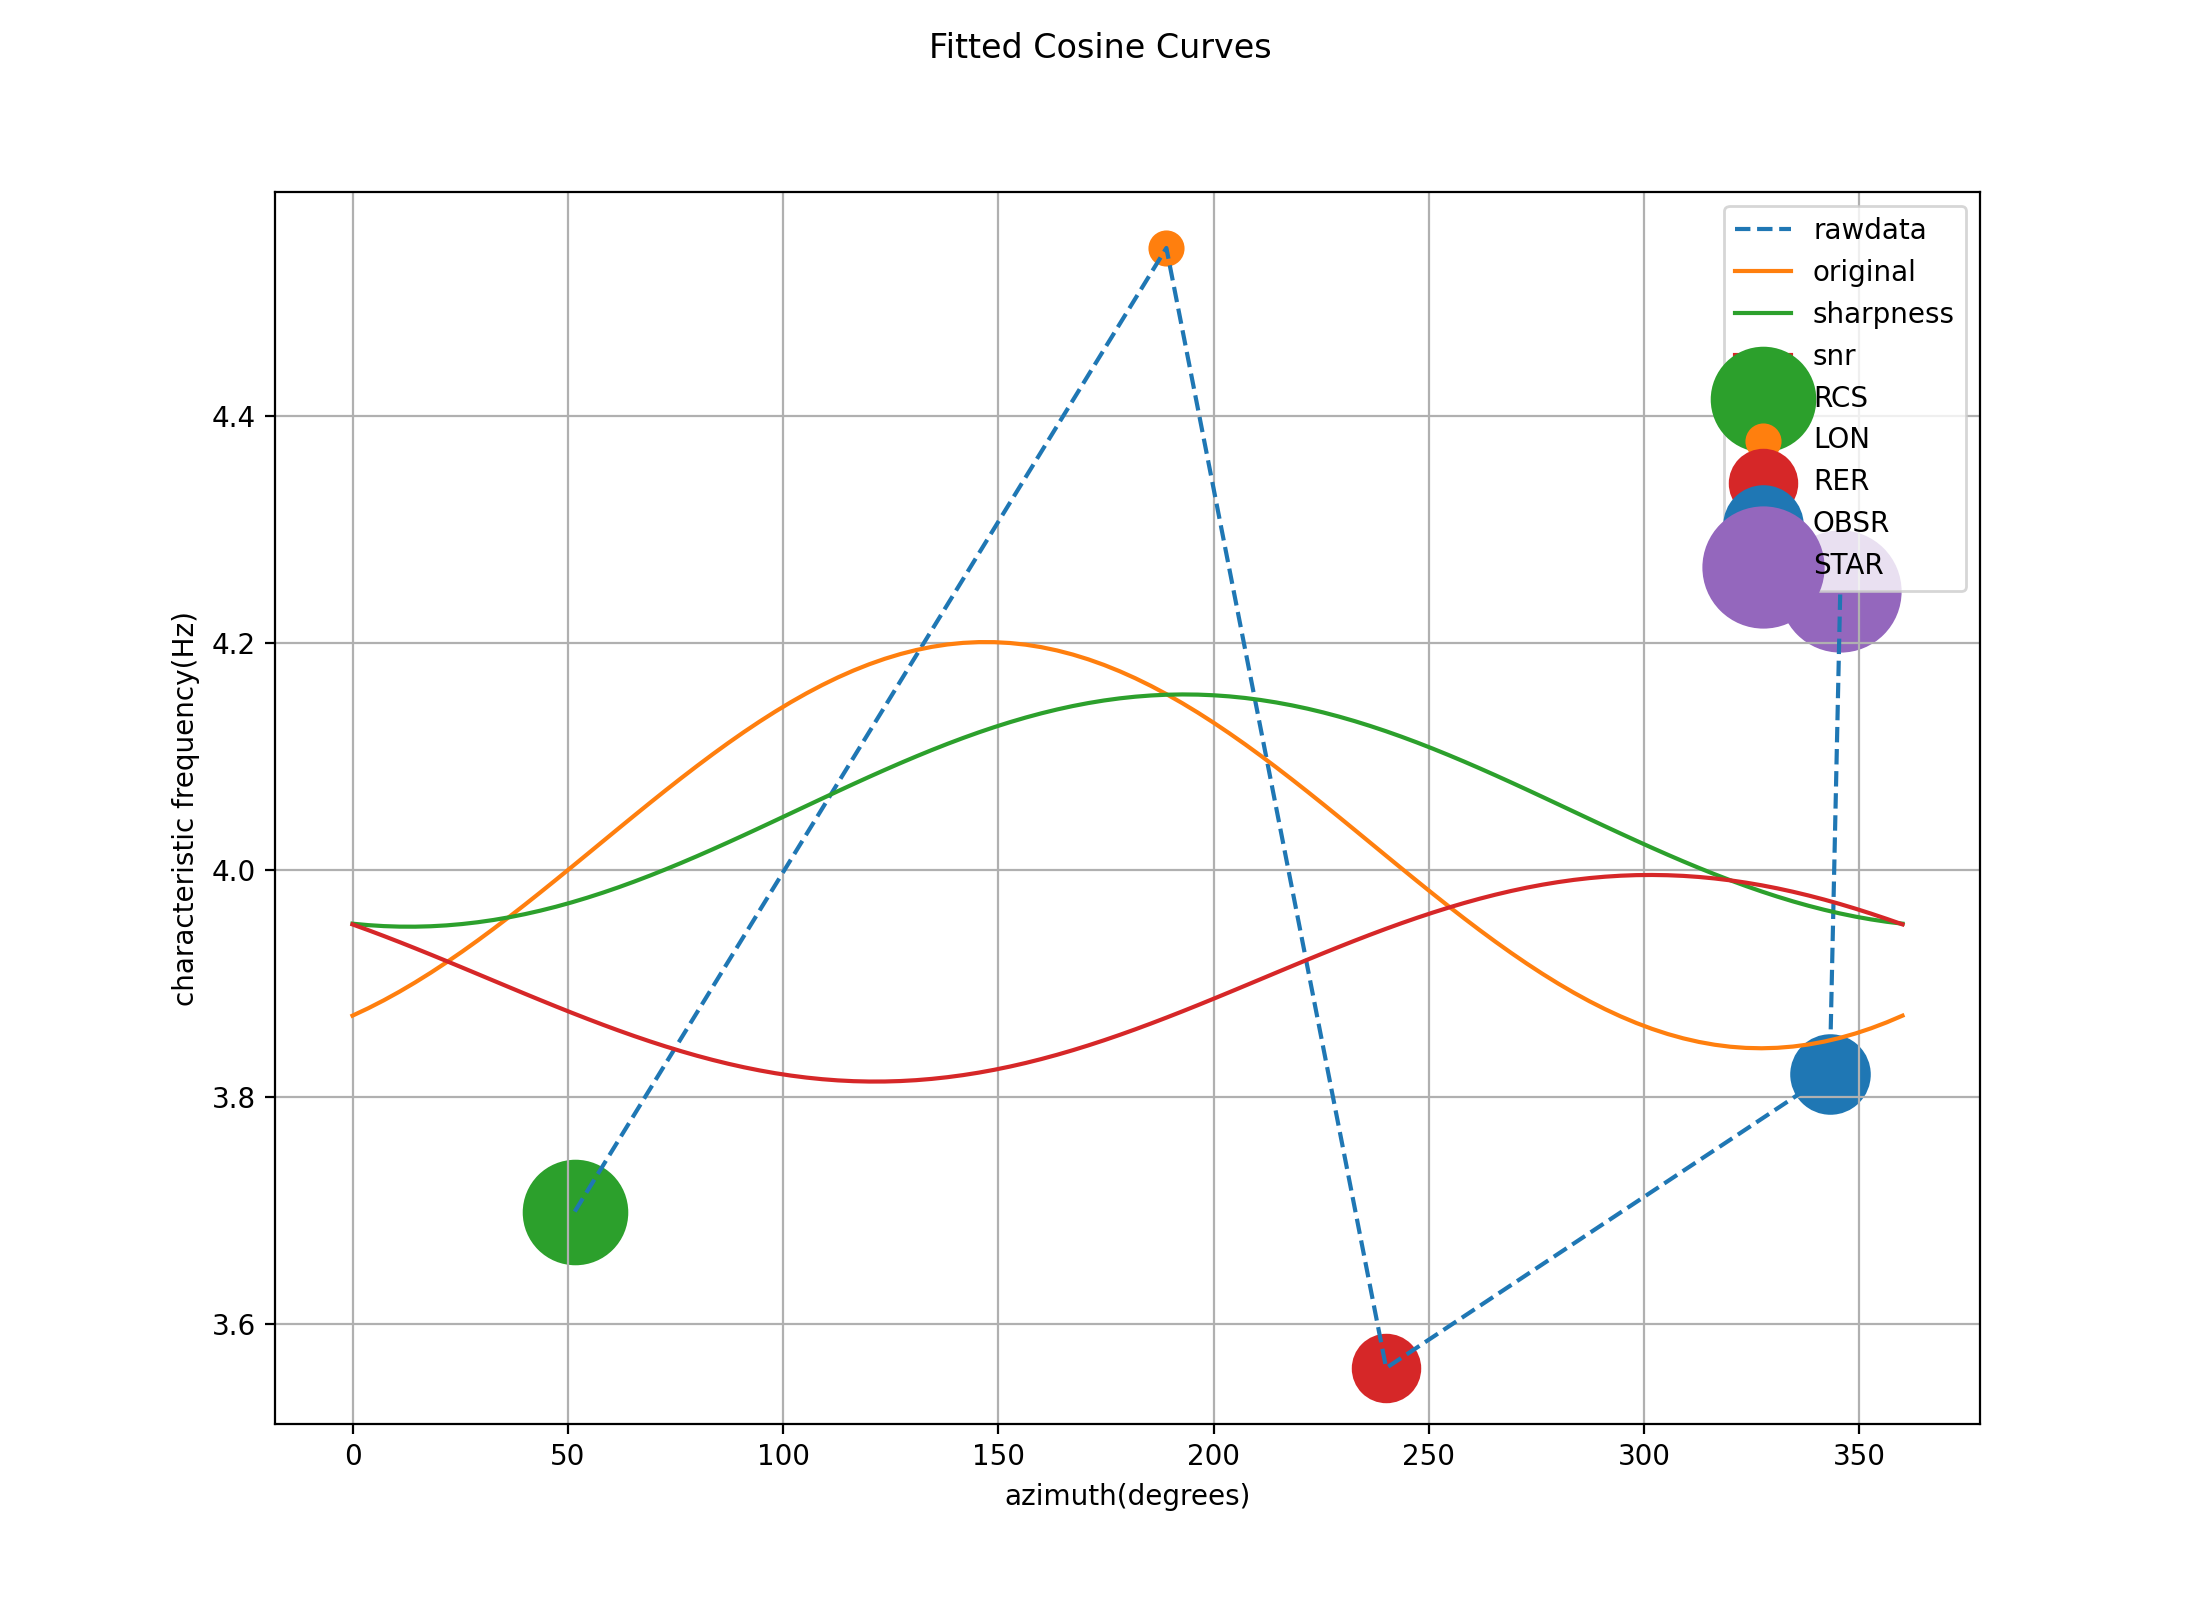 Fitted Cosine Curves
rawdata
original
sharpness
snr
RCS
LON
RER
OBSR
STAR
characteristic frequency(Hz)
4.4
4.2
4.0
3.8
3.6
0 50 100 150 200 250 300 350
azimuth(degrees)